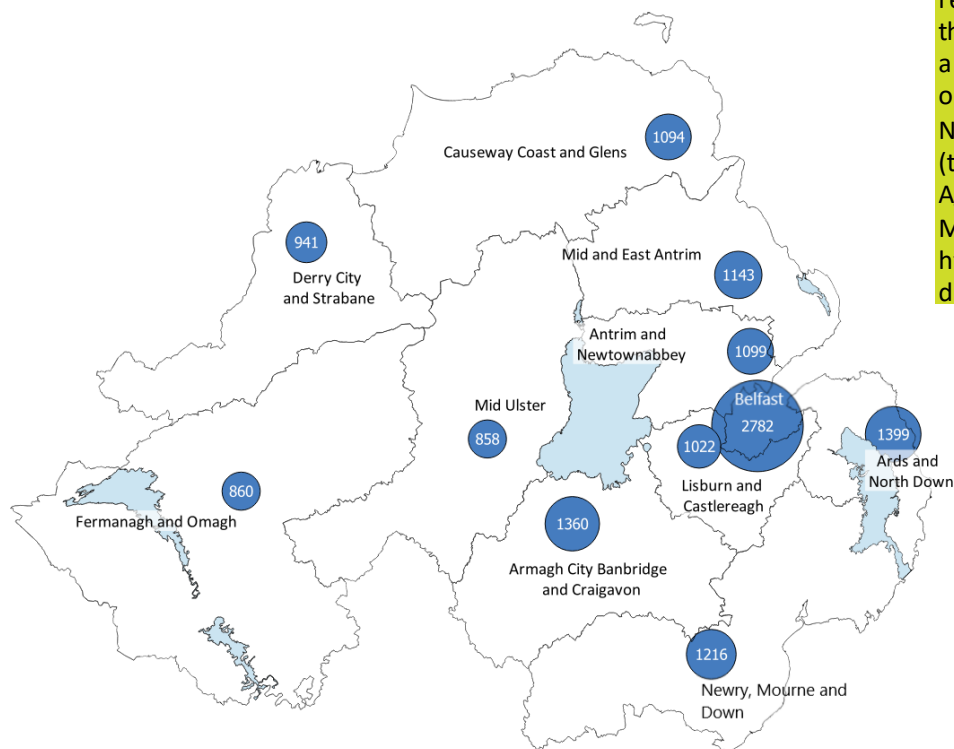 1094
Causeway Coast and Glens
941
Derry City
and Strabane
Mid and East Antrim
1143
Antrim and
Newtownabbey
1099
Belfast
2782
Mid Ulster
858
1022
Lisburn and
Castlereagh
1399
Ards and
North Down
860
Fermanagh and Omagh
1360
Armagh City Banbridge
and Craigavon
1216
Newry, Mourne and
Down